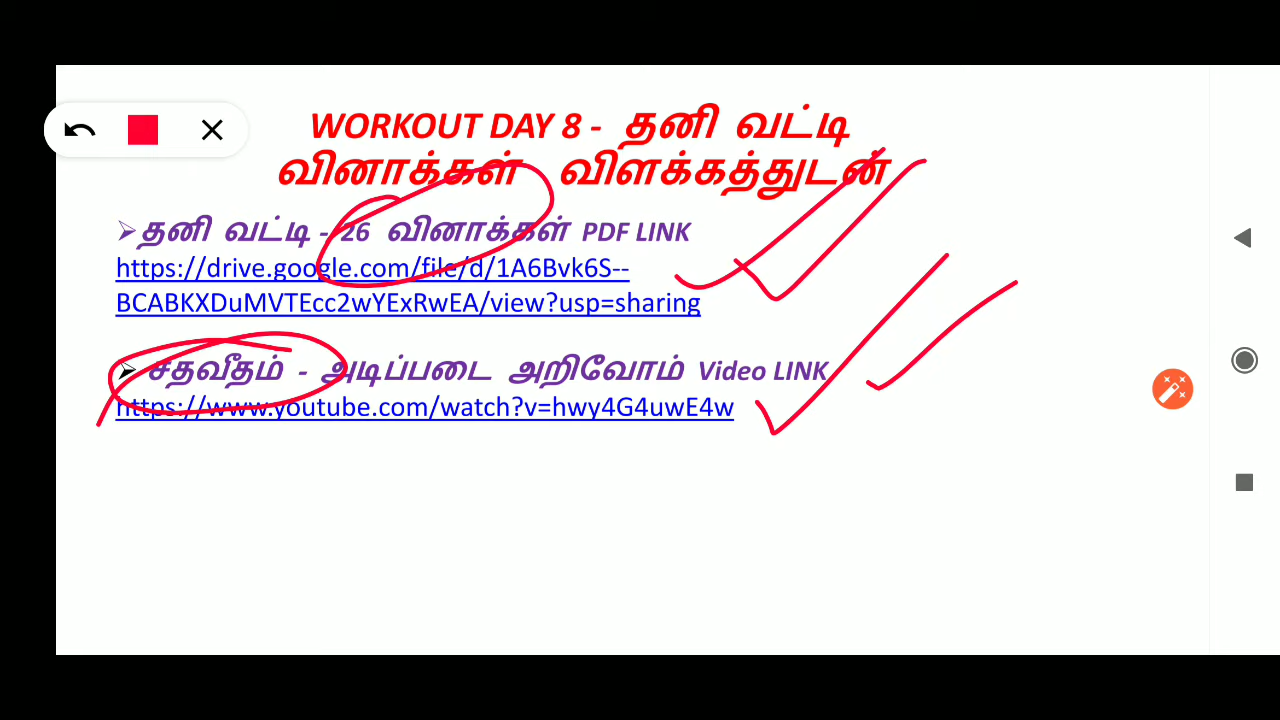 WORKOUT DAY 8 - தனி வட்டி
வினாக்கள் விளக்கத்துடன்
தனி வட்டி - 26 வினாக்கள் PDF LINK
https://drive.google.com/file/d/1A6Bvk6S--
BCABKXDuMVTEcc2wYExRwEA/view?usp=sharing
சதவீதம் - அடிப்படை அறிவோம் Video LINK
https://www.youtube.com/watch?v=hwy4G4uwE4w